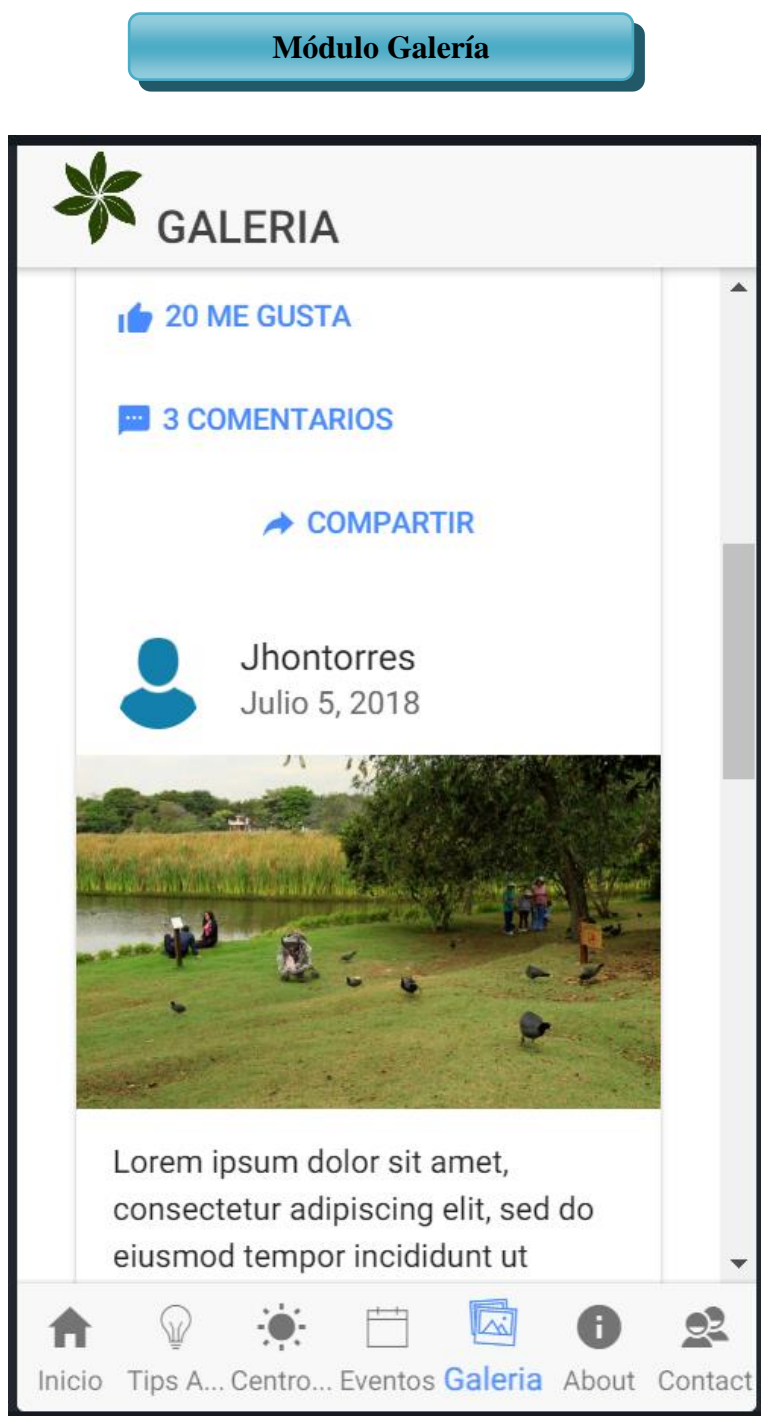 Módulo Galería
GALERIA
20 ME GUSTA
3 COMENTARIOS
COMPARTIR
Jhontorres
Julio 5, 2018
Lorem ipsum dolor sit amet,
consectetur adipiscing elit, sed do
eiusmod tempor incididunt ut
Inicio Tips A... Centro... Eventos Galeria About Contact